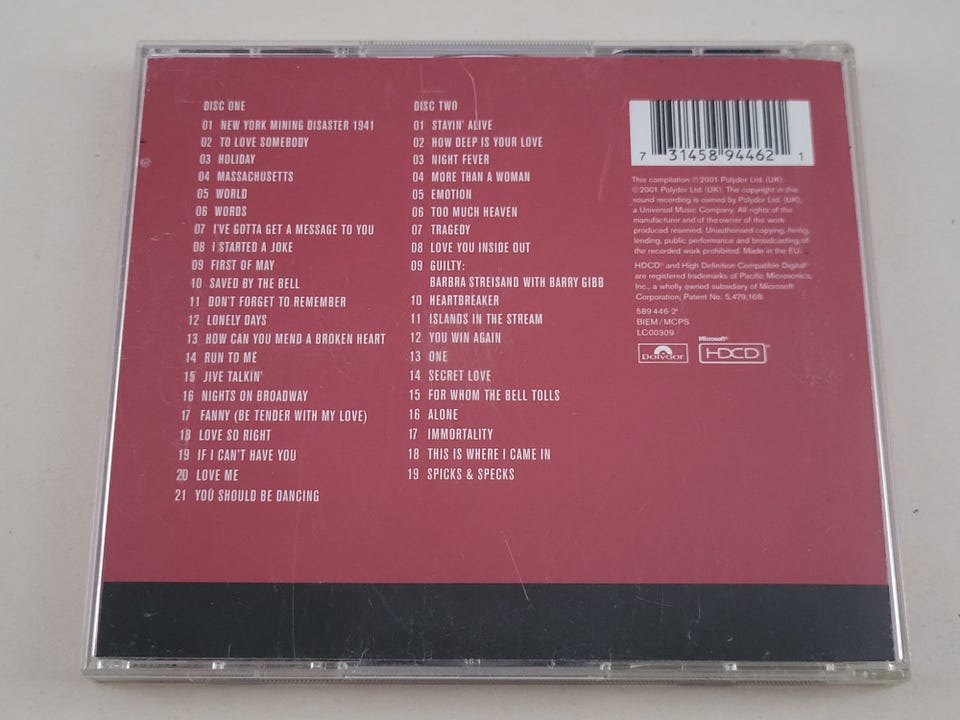 DISC ONE
01 NEW YORK MINING DISASTER 1941
02 TO LOVE SOMEBODY
03 HOLIDAY
04 MASSACHUSETTS
05 WORLD
06 WORDS
07 I'VE GOTTA GET A MESSAGE TO YOU
08 I STARTED A JOKE
09 FIRST OF MAY
10 SAVED BY THE BELL
11 DON'T FORGET TO REMEMBER
12 LONELY DAYS
13 HOW CAN YOU MEND A BROKEN HEART
14 RUN TO ME
15 JIVE TALKIN'
16 NIGHTS ON BROADWAY
17 FANNY (BE TENDER WITH MY LOVE)
18 LOVE SO RIGHT
19 IF I CAN'T HAVE YOU
20 LOVE ME
21 YOU SHOULD BE DANCING
DISC TWO
01 STAYIN' ALIVE
02 HOW DEEP IS YOUR LOVE
03 NIGHT FEVER
04 MORE THAN A WOMAN
05 EMOTION
06 TOO MUCH HEAVEN
07 TRAGEDY
08 LOVE YOU INSIDE OUT
09 GUILTY:
BARBRA STREISAND WITH BARRY GIBB
10 HEARTBREAKER
11 ISLANDS IN THE STREAM
12 YOU WIN AGAIN
13 ONE
14 SECRET LOVE
15 FOR WHOM THE BELL TOLLS
16 ALONE
17 IMMORTALITY
18 THIS IS WHERE I CAME IN
19 SPICKS & SPECKS
7 31458 94462 1
This compilation ℗ 2001 Polydor Ltd. (UK).
© 2001 Polydor Ltd. (UK). The copyright in this
sound recording is owned by Polydor Ltd. (UK),
a Universal Music Company. All rights of the
manufacturer and of the owner of the work
produced reserved. Unauthorised copying, hiring,
lending, public performance and broadcasting of
the recorded work prohibited. Made in the EU.
HDCD® and High Definition Compatible Digital®
are registered trademarks of Pacific Microsonics,
Inc., a wholly owned subsidiary of Microsoft
Corporation, Patent No. 5,479,168.
589 446-2
BIEM / MCPS
LC00309
Polydor
Microsoft®
HDCD®